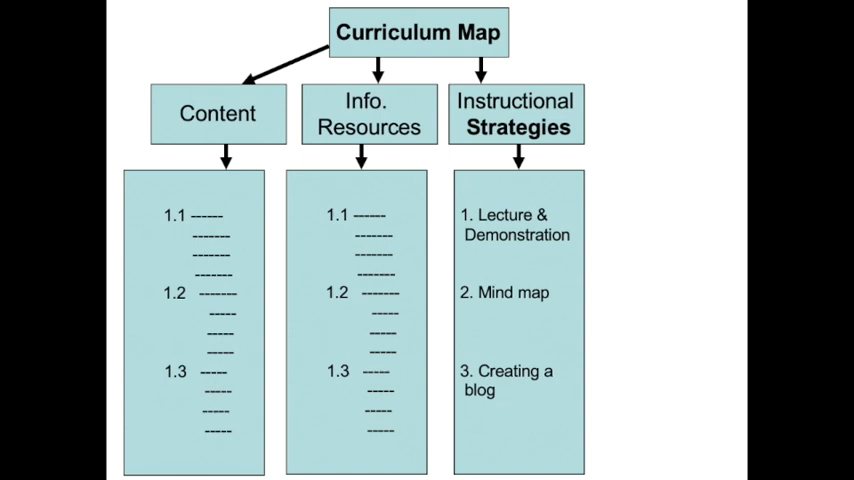 Curriculum Map
Content
Info.
Resources
Instructional
Strategies
1.1 ------
-------
-------
-------
1.2 -------
-----
-----
-----
1.3 -----
-----
-----
-----
1.1 ------
-------
-------
-------
1.2 -------
-----
-----
-----
1.3 -----
-----
-----
-----
1. Lecture &
Demonstration
2. Mind map
3. Creating a
blog